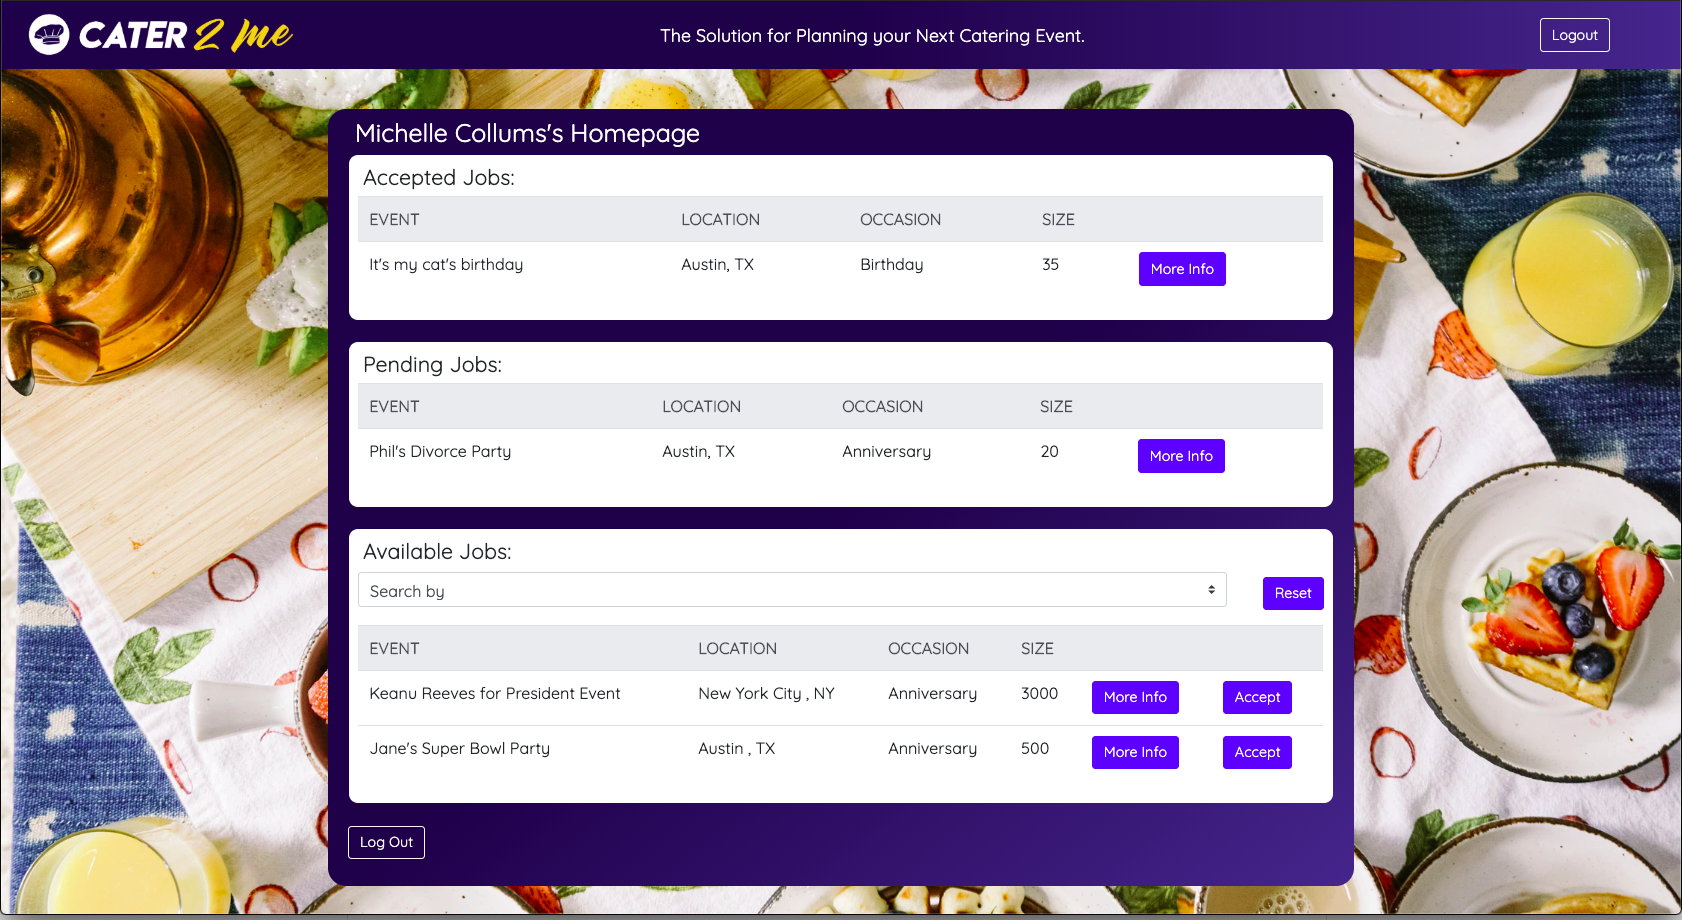 CATER 2 Me
The Solution for Planning your Next Catering Event.
Logout
Michelle Collums's Homepage
Accepted Jobs:
EVENT LOCATION OCCASION SIZE
It's my cat's birthday Austin, TX Birthday 35 More Info
Pending Jobs:
EVENT LOCATION OCCASION SIZE
Phil's Divorce Party Austin, TX Anniversary 20 More Info
Available Jobs:
Search by Reset
EVENT LOCATION OCCASION SIZE
Keanu Reeves for President Event New York City , NY Anniversary 3000 More Info Accept
Jane's Super Bowl Party Austin , TX Anniversary 500 More Info Accept
Log Out